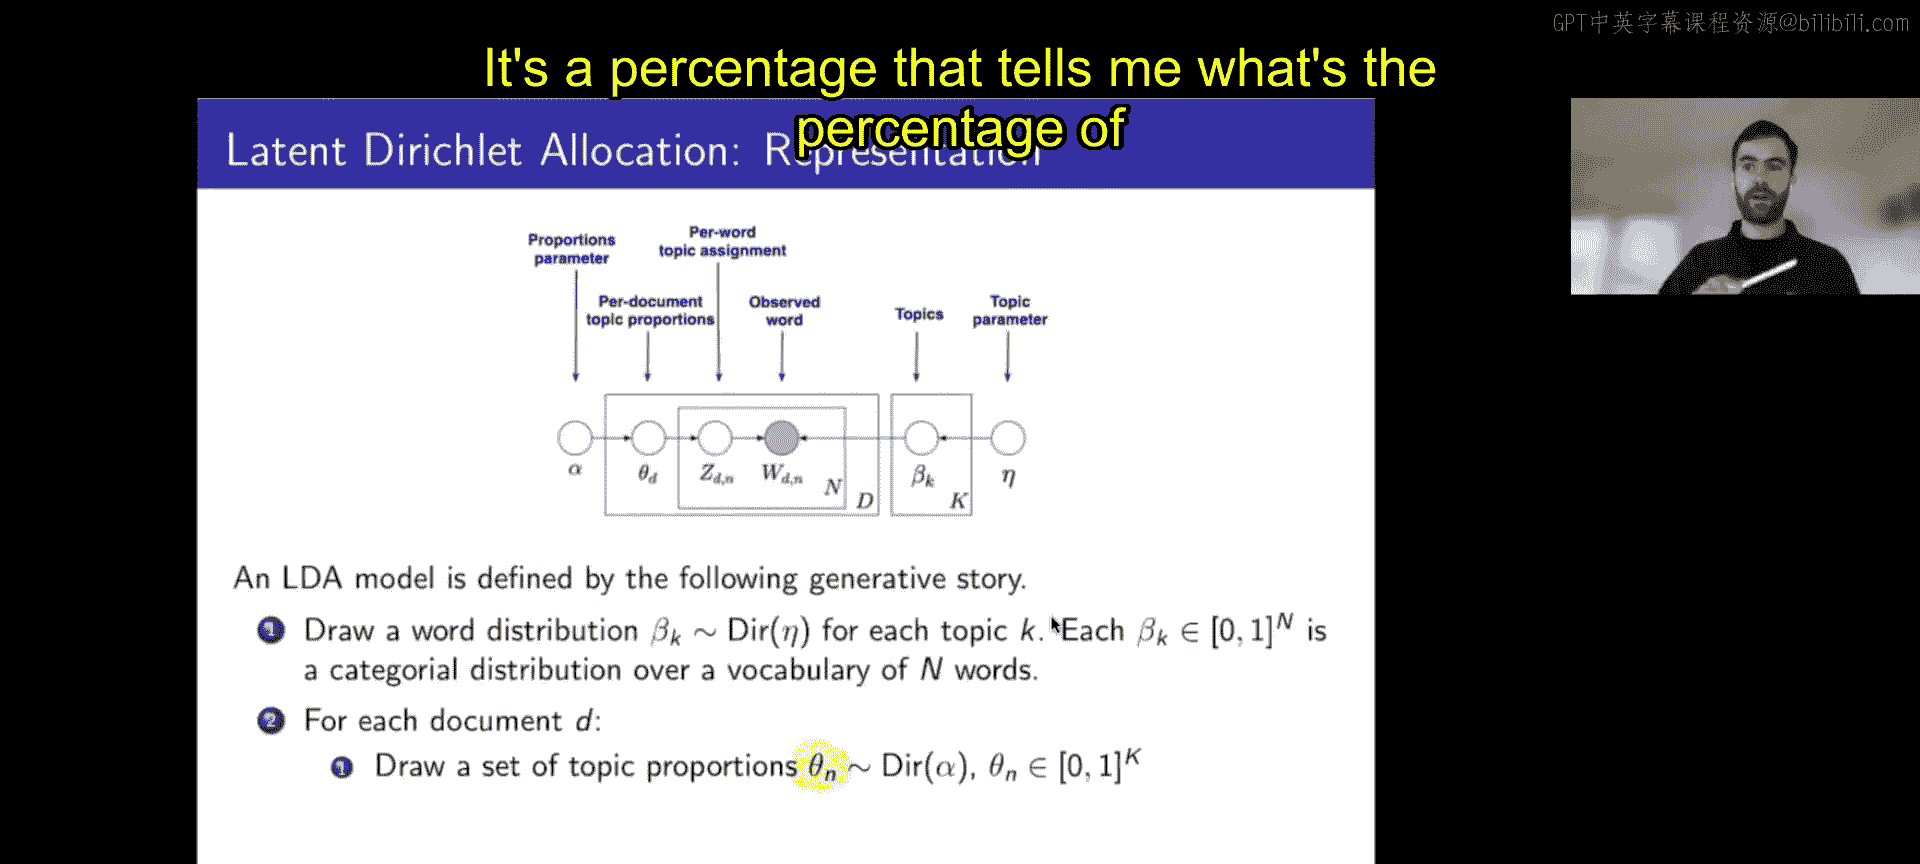 GPT中英字幕课程资源@bilibili.com
It's a percentage that tells me what's the
percentage of
Latent Dirichlet Allocation: Representation
Proportions
parameter
Per-word
topic assignment
Per-document
topic proportions
Observed
word
Topics
Topic
parameter
α
θd
Zd,n
Wd,n
N
D
βk
K
η
An LDA model is defined by the following generative story.
1 Draw a word distribution βk ∼ Dir(η) for each topic k. Each βk ∈ [0, 1]^N is
a categorial distribution over a vocabulary of N words.
2 For each document d:
1 Draw a set of topic proportions θn ∼ Dir(α), θn ∈ [0, 1]^K